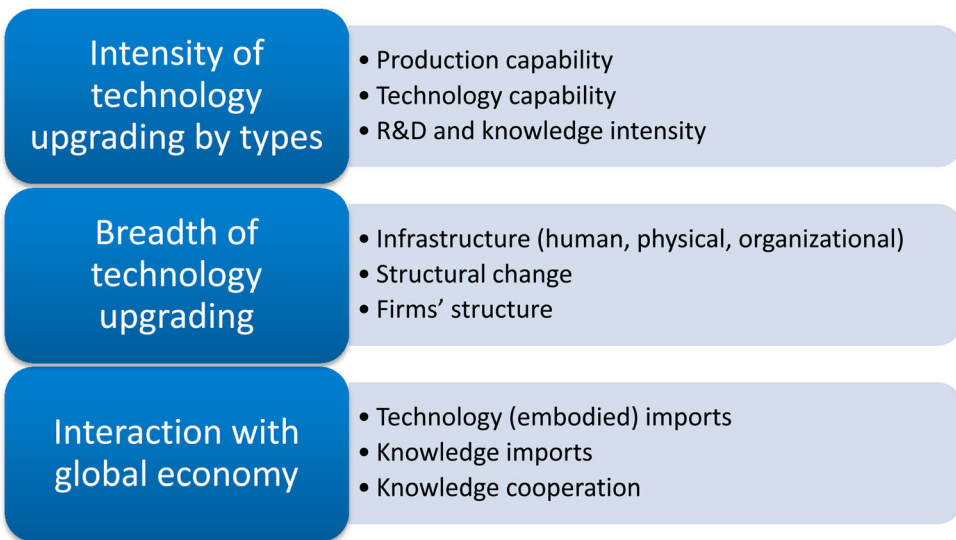 Intensity of
technology
upgrading by types
• Production capability
• Technology capability
• R&D and knowledge intensity
Breadth of
technology
upgrading
• Infrastructure (human, physical, organizational)
• Structural change
• Firms’ structure
Interaction with
global economy
• Technology (embodied) imports
• Knowledge imports
• Knowledge cooperation